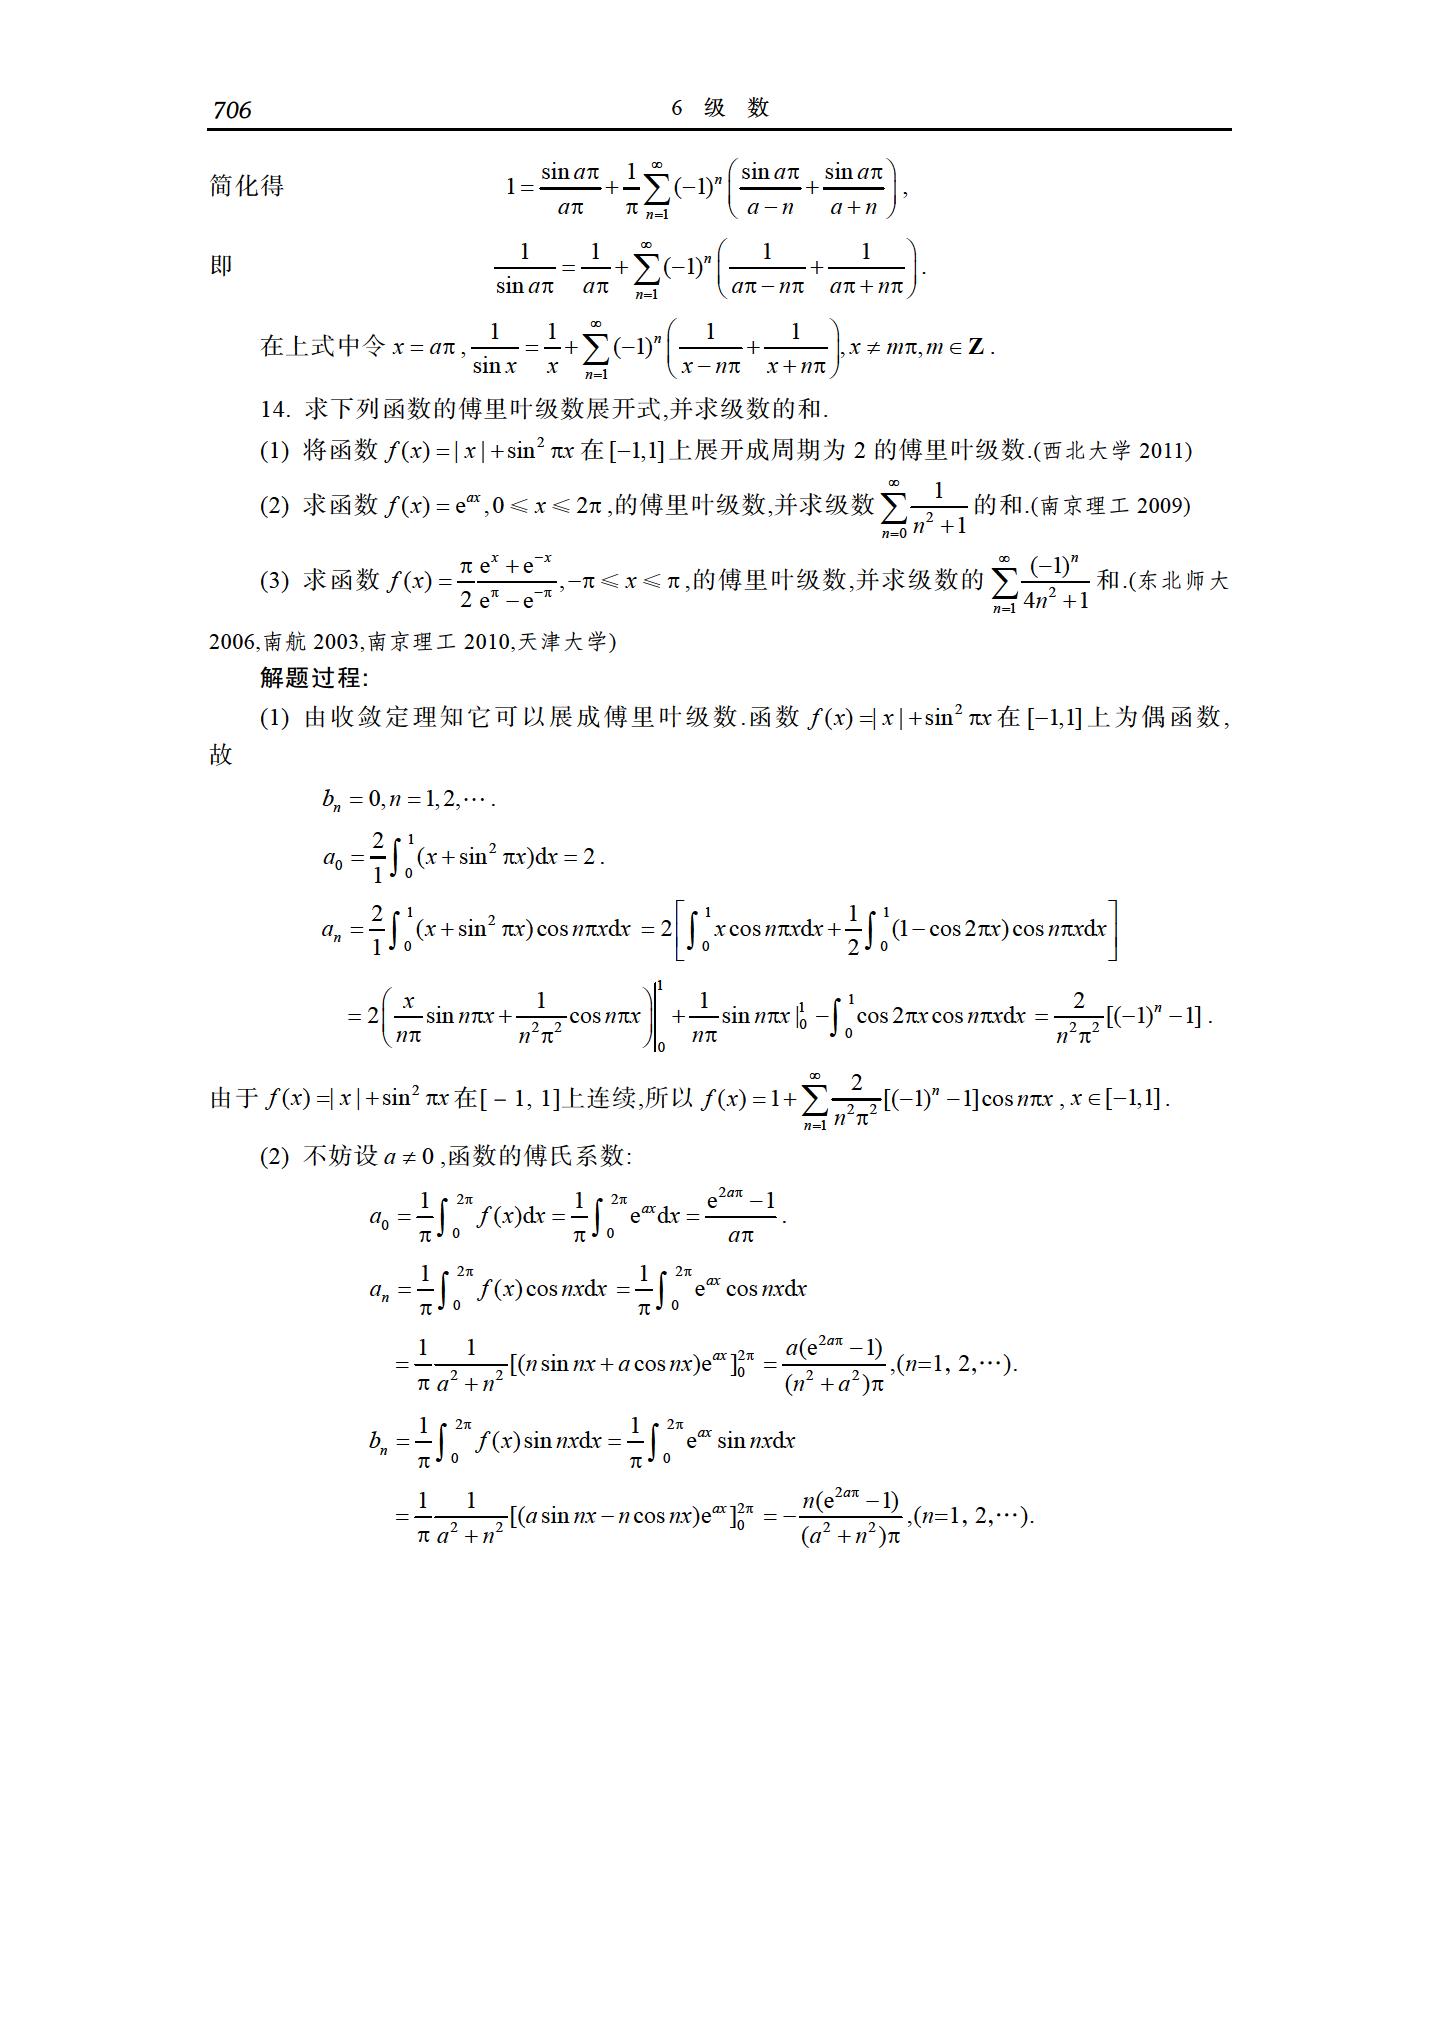 706 6 级 数
简化得 $1=\frac{\sin a\pi}{a\pi}+\frac{1}{\pi}\sum_{n=1}^{\infty}(-1)^n\left(\frac{\sin a\pi}{a-n}+\frac{\sin a\pi}{a+n}\right),$
即 $\frac{1}{\sin a\pi}=\frac{1}{a\pi}+\sum_{n=1}^{\infty}(-1)^n\left(\frac{1}{a\pi-n\pi}+\frac{1}{a\pi+n\pi}\right).$
在上式中令 $x=a\pi,\frac{1}{\sin x}=\frac{1}{x}+\sum_{n=1}^{\infty}(-1)^n\left(\frac{1}{x-n\pi}+\frac{1}{x+n\pi}\right),x\neq m\pi,m\in\mathbf{Z}.$
14. 求下列函数的傅里叶级数展开式,并求级数的和.
(1) 将函数 $f(x)=|x|+\sin^2\pi x$ 在 $[-1,1]$ 上展开成周期为 2 的傅里叶级数.(西北大学 2011)
(2) 求函数 $f(x)=\mathrm{e}^{ax},0\leqslant x\leqslant 2\pi$,的傅里叶级数,并求级数 $\sum_{n=0}^{\infty}\frac{1}{n^2+1}$ 的和.(南京理工 2009)
(3) 求函数 $f(x)=\frac{\pi}{2}\frac{\mathrm{e}^x+\mathrm{e}^{-x}}{\mathrm{e}^\pi-\mathrm{e}^{-\pi}},-\pi\leqslant x\leqslant\pi$,的傅里叶级数,并求级数的 $\sum_{n=1}^{\infty}\frac{(-1)^n}{4n^2+1}$ 和.(东北师大
2006,南航 2003,南京理工 2010,天津大学)
解题过程:
(1) 由收敛定理知它可以展成傅里叶级数.函数 $f(x)=|x|+\sin^2\pi x$ 在 $[-1,1]$ 上为偶函数,
故
$b_n=0,n=1,2,\cdots.$
$a_0=\frac{2}{1}\int_0^1(x+\sin^2\pi x)\mathrm{d}x=2.$
$a_n=\frac{2}{1}\int_0^1(x+\sin^2\pi x)\cos n\pi x\mathrm{d}x=2\left[\int_0^1 x\cos n\pi x\mathrm{d}x+\frac{1}{2}\int_0^1(1-\cos 2\pi x)\cos n\pi x\mathrm{d}x\right]$
$=2\left(\frac{x}{n\pi}\sin n\pi x+\frac{1}{n^2\pi^2}\cos n\pi x\right)\Big|_0^1+\frac{1}{n\pi}\sin n\pi x|_0^1-\int_0^1\cos 2\pi x\cos n\pi x\mathrm{d}x=\frac{2}{n^2\pi^2}[(-1)^n-1].$
由于 $f(x)=|x|+\sin^2\pi x$ 在[－1, 1]上连续,所以 $f(x)=1+\sum_{n=1}^{\infty}\frac{2}{n^2\pi^2}[(-1)^n-1]\cos n\pi x,x\in[-1,1].$
(2) 不妨设 $a\neq 0$,函数的傅氏系数:
$a_0=\frac{1}{\pi}\int_0^{2\pi}f(x)\mathrm{d}x=\frac{1}{\pi}\int_0^{2\pi}\mathrm{e}^{ax}\mathrm{d}x=\frac{\mathrm{e}^{2a\pi}-1}{a\pi}.$
$a_n=\frac{1}{\pi}\int_0^{2\pi}f(x)\cos nx\mathrm{d}x=\frac{1}{\pi}\int_0^{2\pi}\mathrm{e}^{ax}\cos nx\mathrm{d}x$
$=\frac{1}{\pi}\frac{1}{a^2+n^2}[(n\sin nx+a\cos nx)\mathrm{e}^{ax}]_0^{2\pi}=\frac{a(\mathrm{e}^{2a\pi}-1)}{(n^2+a^2)\pi},(n=1, 2,\cdots).$
$b_n=\frac{1}{\pi}\int_0^{2\pi}f(x)\sin nx\mathrm{d}x=\frac{1}{\pi}\int_0^{2\pi}\mathrm{e}^{ax}\sin nx\mathrm{d}x$
$=\frac{1}{\pi}\frac{1}{a^2+n^2}[(a\sin nx-n\cos nx)\mathrm{e}^{ax}]_0^{2\pi}=-\frac{n(\mathrm{e}^{2a\pi}-1)}{(a^2+n^2)\pi},(n=1, 2,\cdots).$